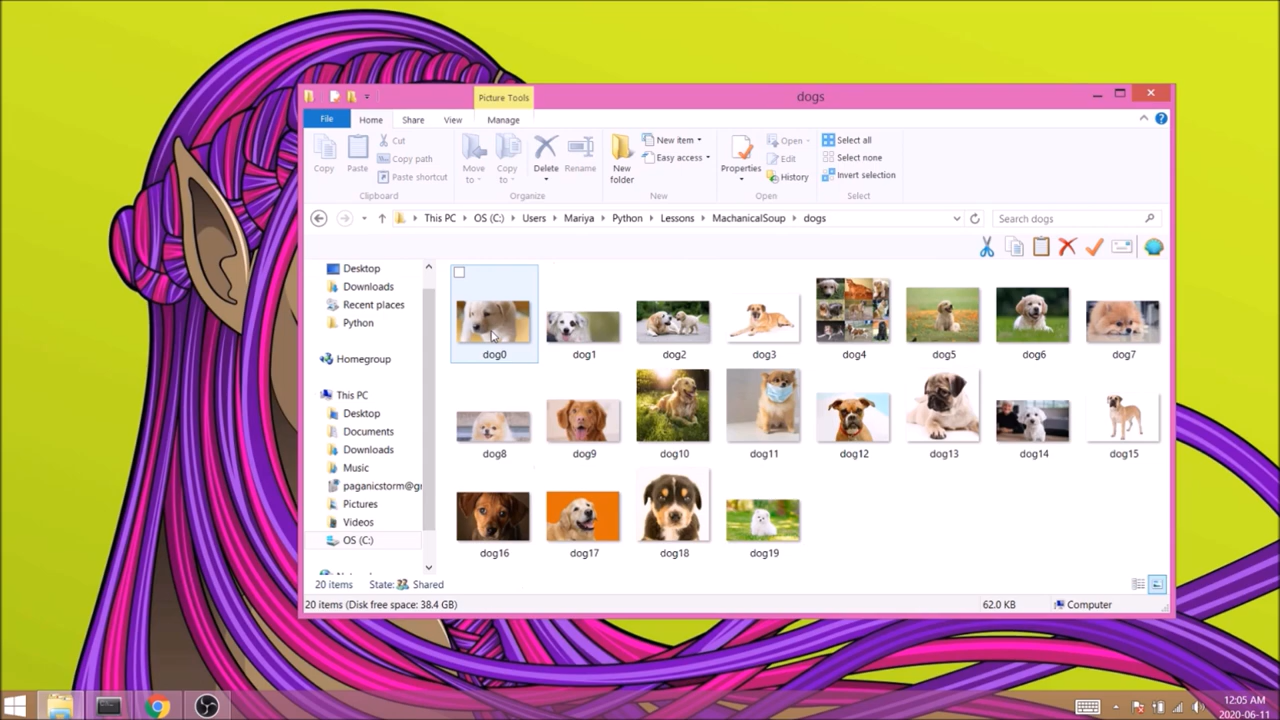 Picture Tools
dogs
File
Home
Share
View
Manage
Copy
Paste
Cut
Copy path
Paste shortcut
Clipboard
Move to
Copy to
Delete
Rename
Organize
New folder
New item
Easy access
New
Properties
Open
Edit
History
Open
Select all
Select none
Invert selection
Select
This PC
OS (C:)
Users
Mariya
Python
Lessons
MachanicalSoup
dogs
Search dogs
Desktop
Downloads
Recent places
Python
Homegroup
This PC
Desktop
Documents
Downloads
Music
paganicstorm@g
Pictures
Videos
OS (C:)
dog0
dog1
dog2
dog3
dog4
dog5
dog6
dog7
dog8
dog9
dog10
dog11
dog12
dog13
dog14
dog15
dog16
dog17
dog18
dog19
20 items
State:
Shared
20 items (Disk free space: 38.4 GB)
62.0 KB
Computer
12:05 AM
2020-06-11